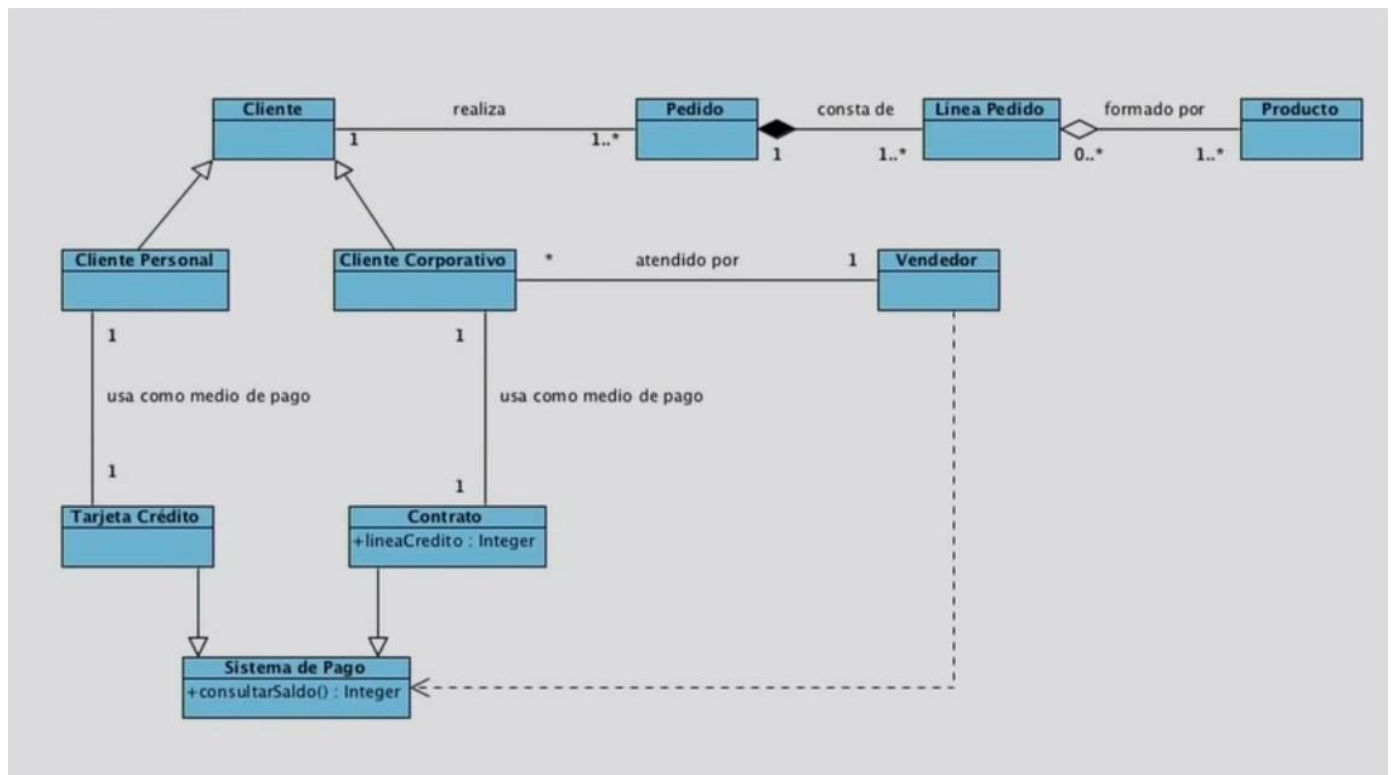 Cliente
realiza
Pedido
consta de
Línea Pedido
formado por
Producto
1
1..*
1
1..*
0..*
1..*
Cliente Personal
Cliente Corporativo
*
atendido por
1
Vendedor
1
1
usa como medio de pago
usa como medio de pago
1
1
Tarjeta Crédito
Contrato
+lineaCredito : Integer
Sistema de Pago
+consultarSaldo() : Integer